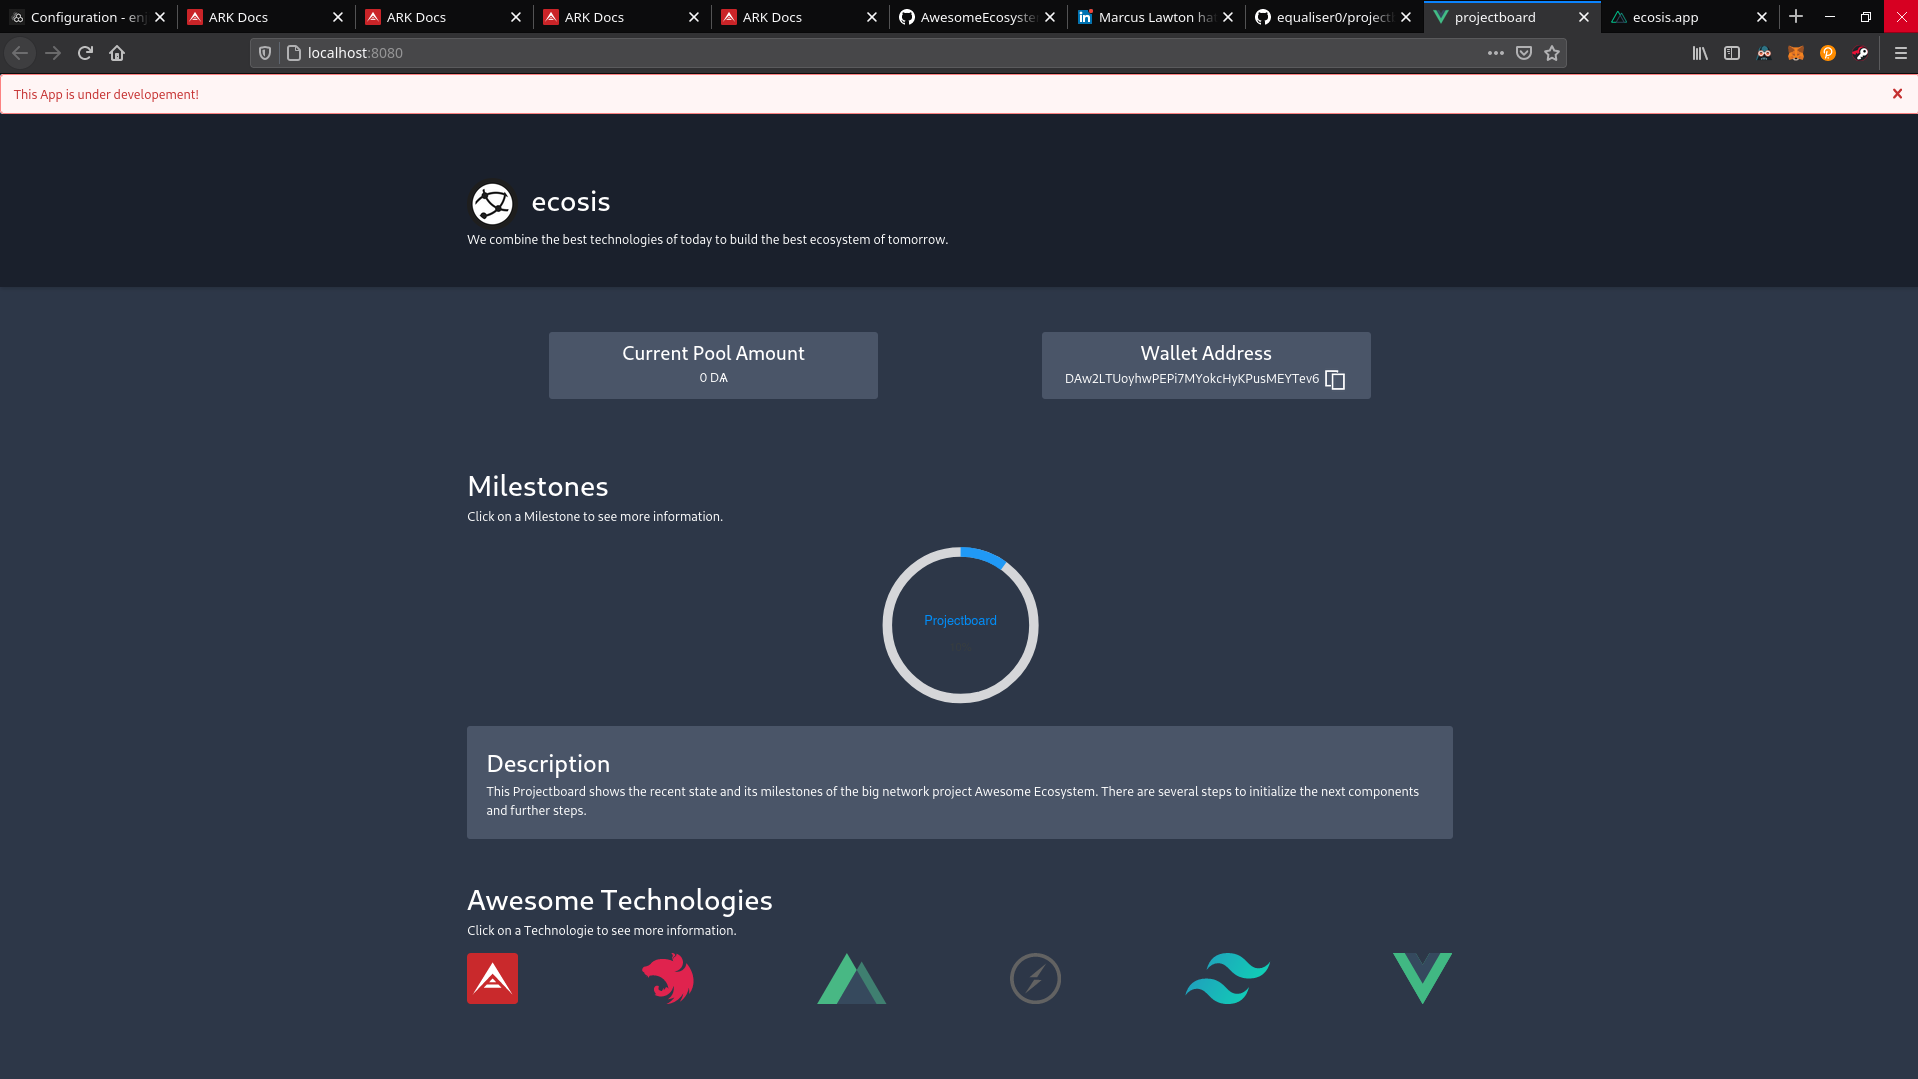 Configuration - enj
ARK Docs
ARK Docs
ARK Docs
ARK Docs
AwesomeEcosyste
Marcus Lawton hat
equaliser0/project
projectboard
ecosis.app
localhost:8080
This App is under developement!
ecosis
We combine the best technologies of today to build the best ecosystem of tomorrow.
Current Pool Amount
0 DѦ
Wallet Address
DAw2LTUoyhwPEPi7MYokcHyKPusMEYTev6
Milestones
Click on a Milestone to see more information.
Projectboard
Description
This Projectboard shows the recent state and its milestones of the big network project Awesome Ecosystem. There are several steps to initialize the next components
and further steps.
Awesome Technologies
Click on a Technologie to see more information.